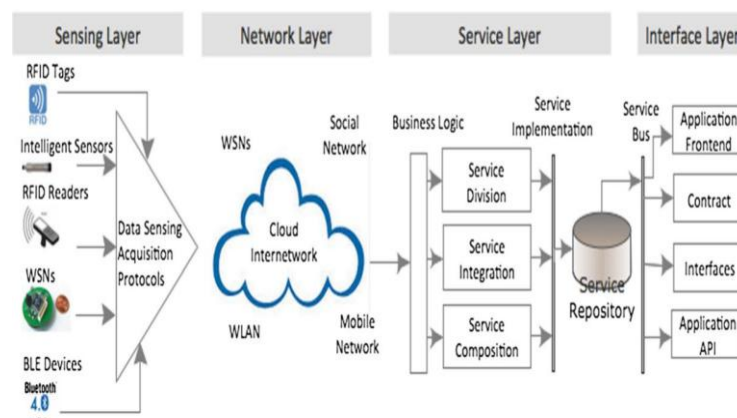 Sensing Layer
Network Layer
Service Layer
Interface Layer
RFID Tags
RFID
Intelligent Sensors
RFID Readers
WSNs
BLE Devices
Bluetooth
4.0
Data Sensing
Acquisition
Protocols
WSNs
Social
Network
Cloud
Internetwork
WLAN
Mobile
Network
Business Logic
Service
Division
Service
Integration
Service
Composition
Service
Implementation
Service
Repository
Service
Bus
Application
Frontend
Contract
Interfaces
Application
API